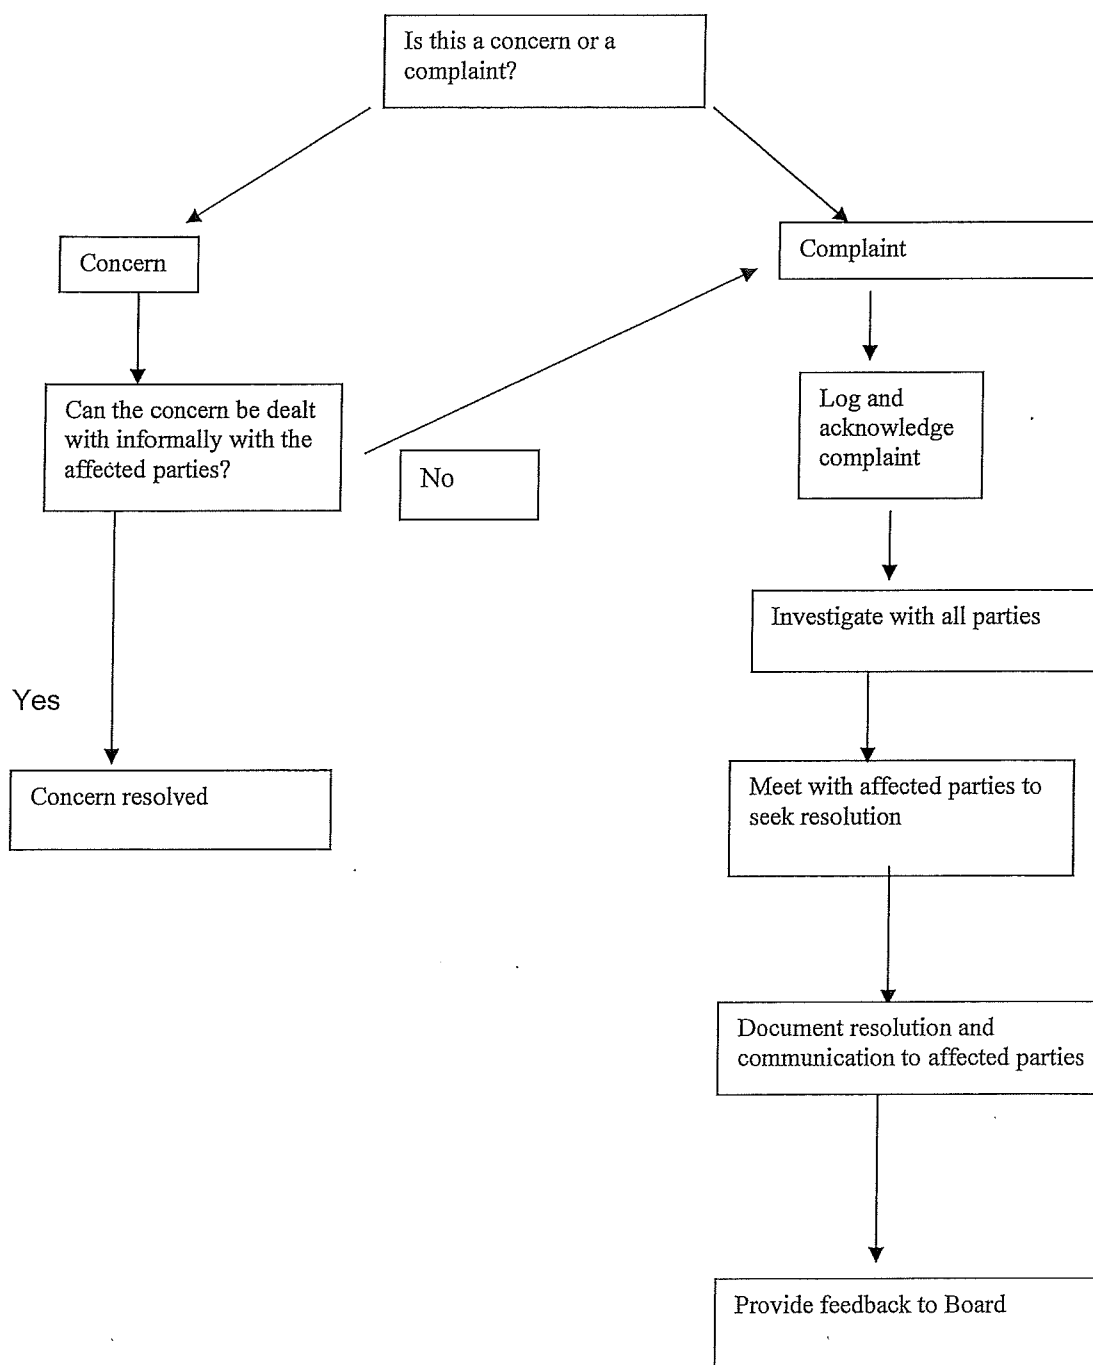 Is this a concern or a
complaint?
Concern
Complaint
Can the concern be dealt
with informally with the
affected parties?
No
Log and
acknowledge
complaint
Investigate with all parties
Yes
Concern resolved
Meet with affected parties to
seek resolution
Document resolution and
communication to affected parties
Provide feedback to Board